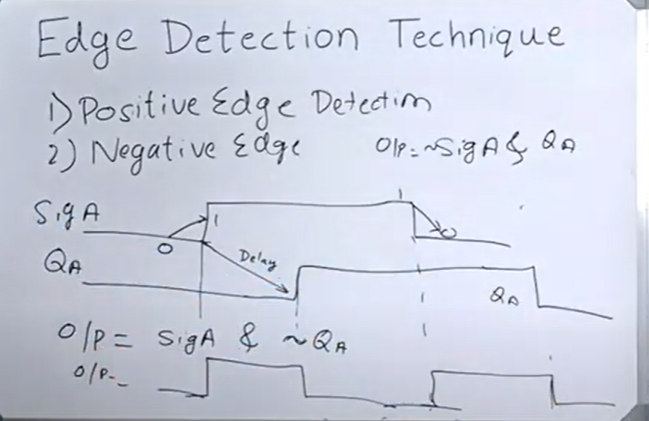 Edge Detection Technique
1) Positive Edge Detectim
2) Negative Edge O/P = ~SigA & QA
SigA 0 1 1 0
Delay
QA QA
O/P = SigA & ~QA
O/P-_